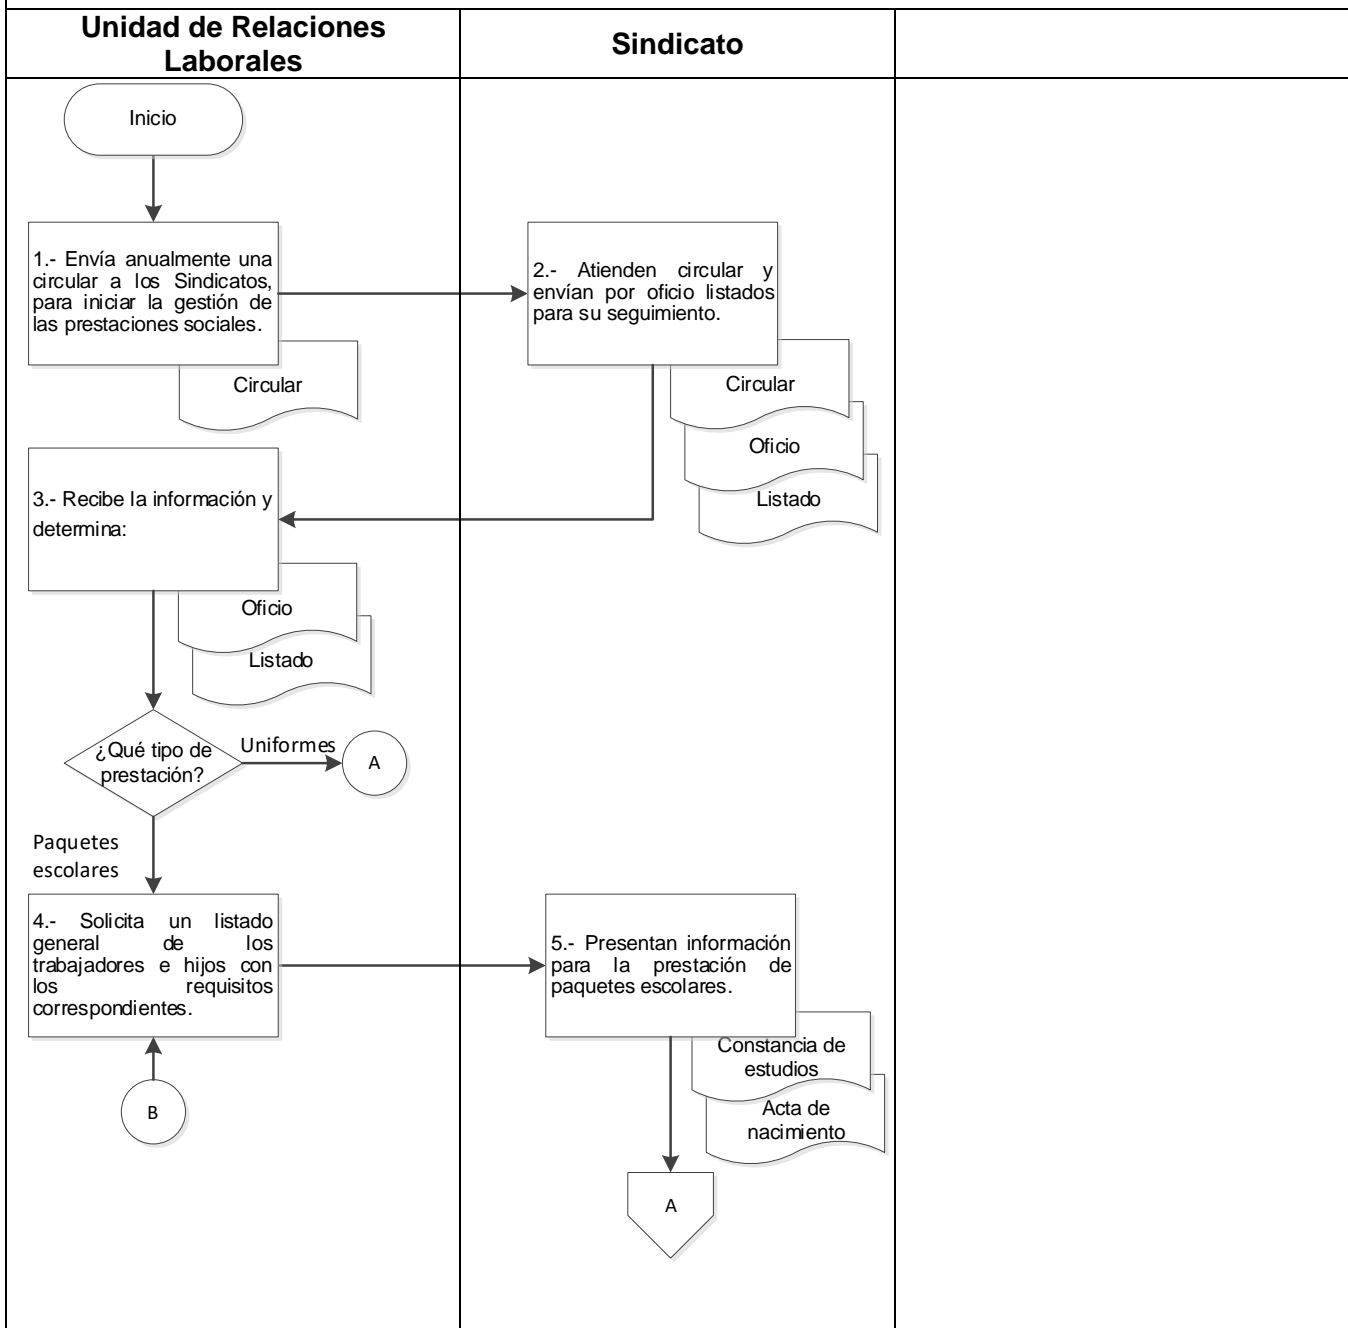 Unidad de Relaciones
Laborales
Sindicato
Inicio
1.- Envía anualmente una
circular a los Sindicatos,
para iniciar la gestión de
las prestaciones sociales.
Circular
2.- Atienden circular y
envían por oficio listados
para su seguimiento.
Circular
Oficio
Listado
3.- Recibe la información y
determina:
Oficio
Listado
¿Qué tipo de
prestación?
Uniformes
A
Paquetes
escolares
4.- Solicita un listado
general de los
trabajadores e hijos con
los requisitos
correspondientes.
5.- Presentan información
para la prestación de
paquetes escolares.
Constancia de
estudios
Acta de
nacimiento
B
A